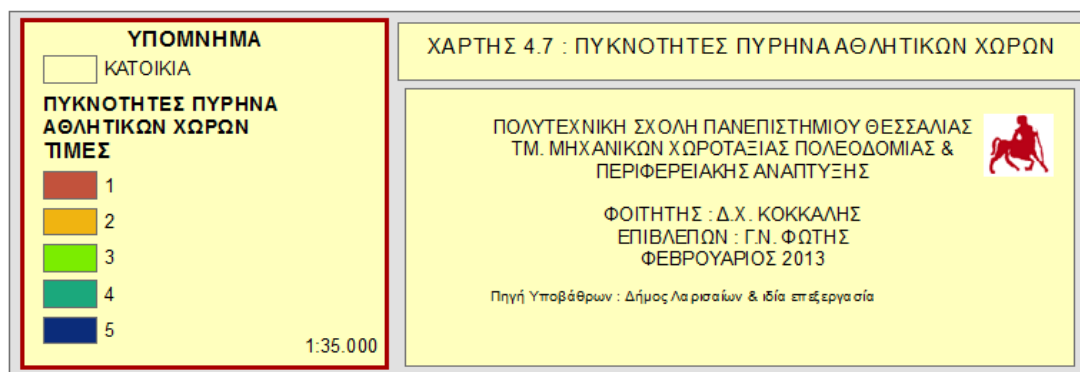 ΥΠΟΜΝΗΜΑ
ΚΑΤΟΙΚΙΑ
ΠΥΚΝΟΤΗΤΕΣ ΠΥΡΗΝΑ
ΑΘΛΗΤΙΚΩΝ ΧΩΡΩΝ
ΤΙΜΕΣ
1
2
3
4
5
1:35.000
ΧΑΡΤΗΣ 4.7 : ΠΥΚΝΟΤΗΤΕΣ ΠΥΡΗΝΑ ΑΘΛΗΤΙΚΩΝ ΧΩΡΩΝ
ΠΟΛΥΤΕΧΝΙΚΗ ΣΧΟΛΗ ΠΑΝΕΠΙΣΤΗΜΙΟΥ ΘΕΣΣΑΛΙΑΣ
ΤΜ. ΜΗΧΑΝΙΚΩΝ ΧΩΡΟΤΑΞΙΑΣ ΠΟΛΕΟΔΟΜΙΑΣ &
ΠΕΡΙΦΕΡΕΙΑΚΗΣ ΑΝΑΠΤΥΞΗΣ
ΦΟΙΤΗΤΗΣ : Δ.Χ. ΚΟΚΚΑΛΗΣ
ΕΠΙΒΛΕΠΩΝ : Γ.Ν. ΦΩΤΗΣ
ΦΕΒΡΟΥΑΡΙΟΣ 2013
Πηγή Υποβάθρων : Δήμος Λαρισαίων & ιδία επεξεργασία